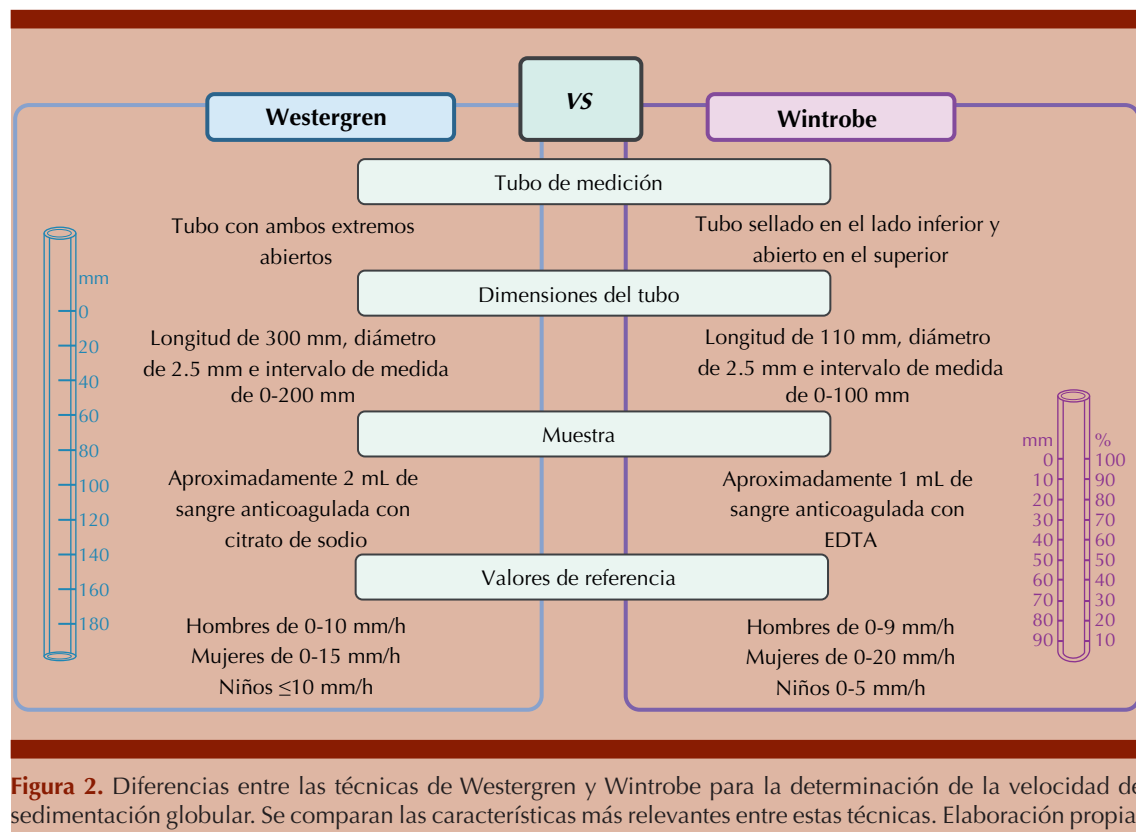 VS
Westergren
Wintrobe
Tubo de medición
Tubo con ambos extremos
abiertos
Tubo sellado en el lado inferior y
abierto en el superior
Dimensiones del tubo
Longitud de 300 mm, diámetro
de 2.5 mm e intervalo de medida
de 0-200 mm
Longitud de 110 mm, diámetro
de 2.5 mm e intervalo de medida
de 0-100 mm
Muestra
Aproximadamente 2 mL de
sangre anticoagulada con
citrato de sodio
Aproximadamente 1 mL de
sangre anticoagulada con
EDTA
Valores de referencia
Hombres de 0-10 mm/h
Mujeres de 0-15 mm/h
Niños ≤10 mm/h
Hombres de 0-9 mm/h
Mujeres de 0-20 mm/h
Niños 0-5 mm/h
mm
0
20
40
60
80
100
120
140
160
180
mm %
0 100
10 90
20 80
30 70
40 60
50 50
60 40
70 30
80 20
90 10
Figura 2. Diferencias entre las técnicas de Westergren y Wintrobe para la determinación de la velocidad de
sedimentación globular. Se comparan las características más relevantes entre estas técnicas. Elaboración propia